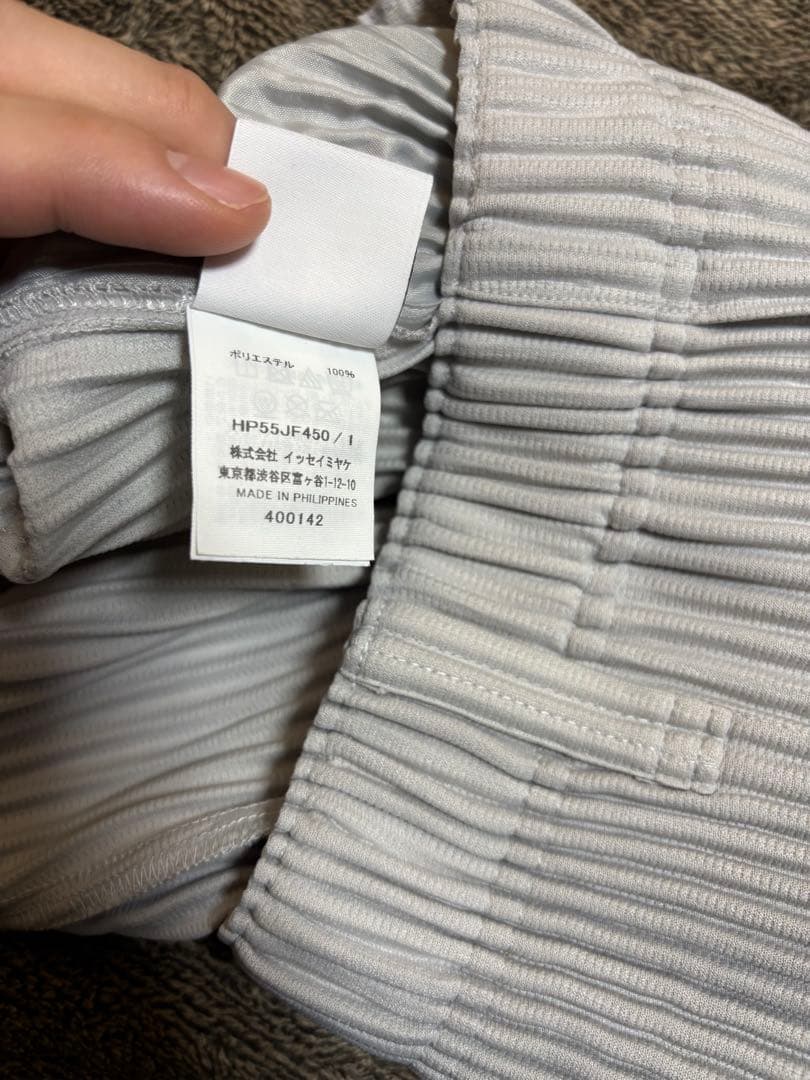 ポリエステル 100%
HP55JF450 / 1
株式会社 イッセイミヤケ
東京都渋谷区富ヶ谷1-12-10
MADE IN PHILIPPINES
400142